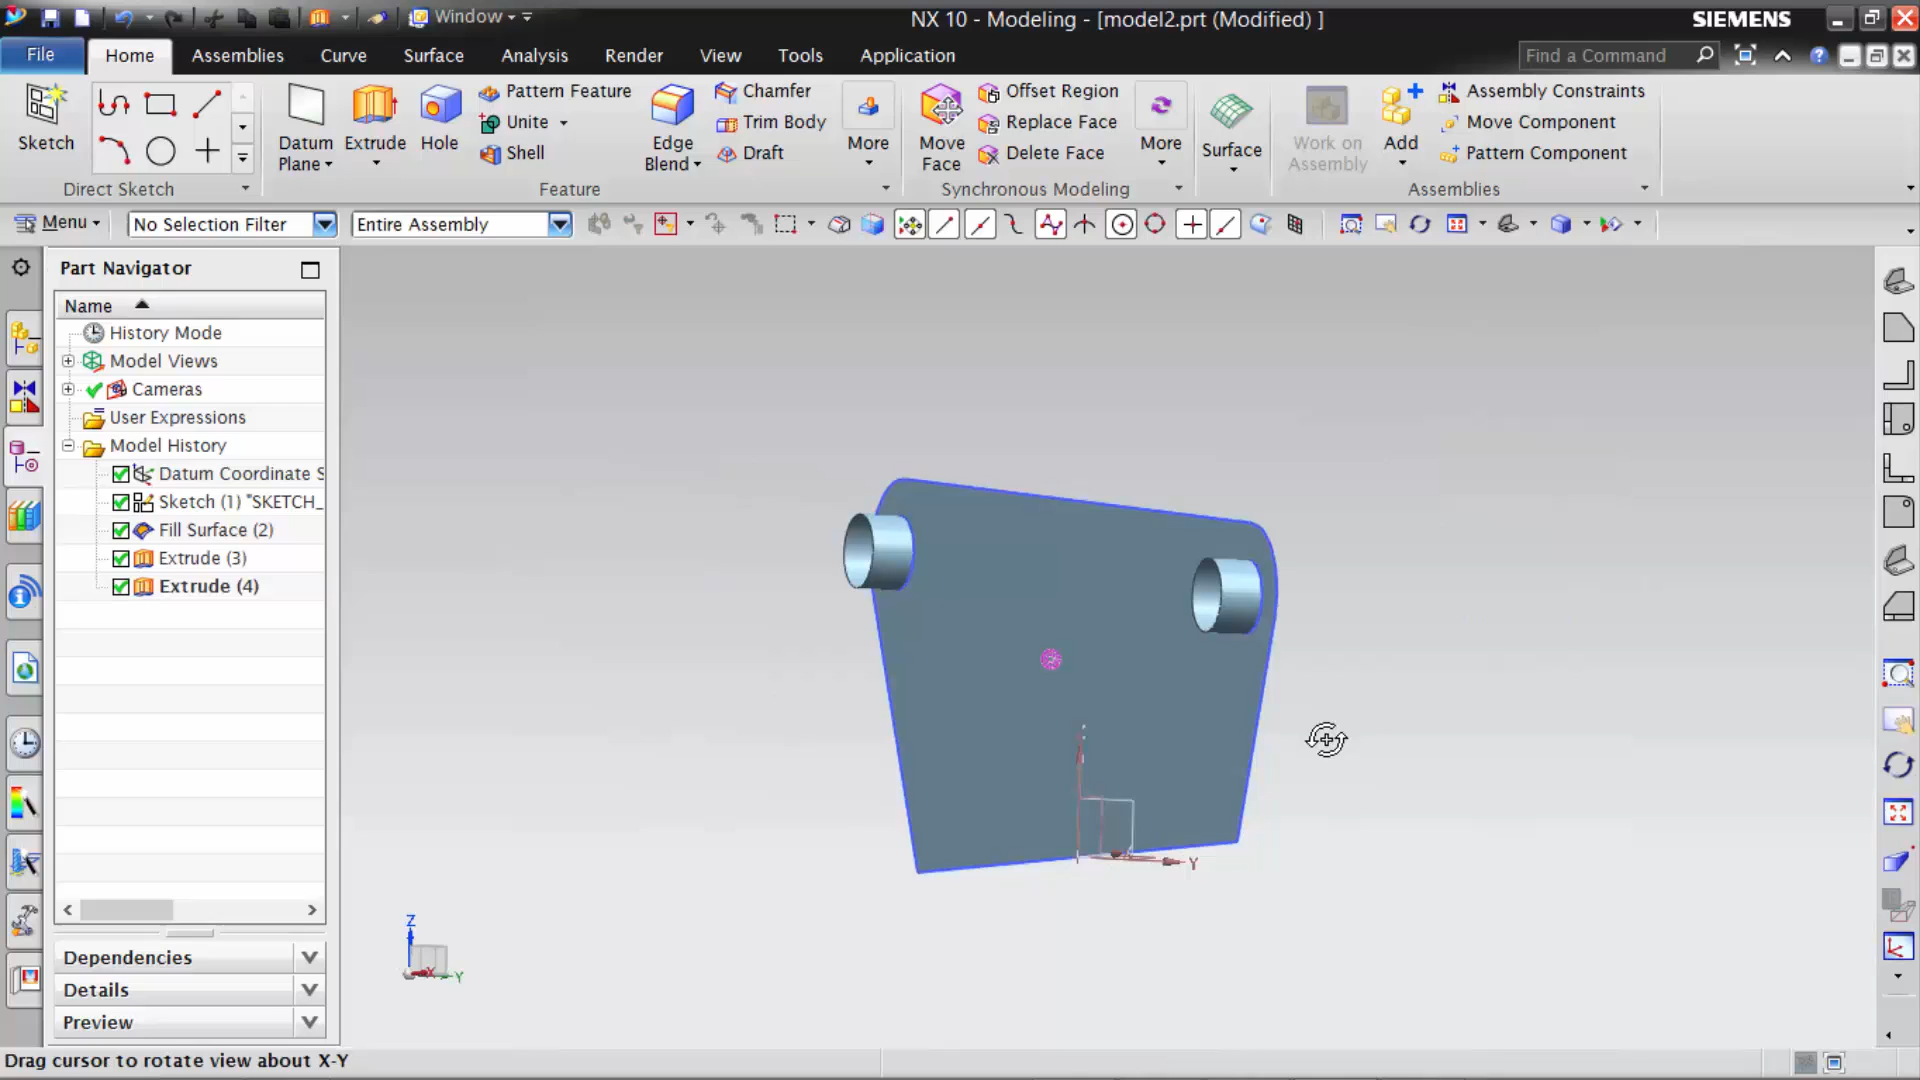 Window
NX 10 - Modeling - [model2.prt (Modified) ]
SIEMENS
File
Home
Assemblies
Curve
Surface
Analysis
Render
View
Tools
Application
Find a Command
Sketch
Direct Sketch
Datum
Plane
Extrude
Hole
Pattern Feature
Unite
Shell
Edge
Blend
Chamfer
Trim Body
Draft
More
Feature
Move
Face
Offset Region
Replace Face
Delete Face
More
Synchronous Modeling
Surface
Work on
Assembly
Add
Assembly Constraints
Move Component
Pattern Component
Assemblies
Menu
No Selection Filter
Entire Assembly
Part Navigator
Name
History Mode
Model Views
Cameras
User Expressions
Model History
Datum Coordinate S
Sketch (1) "SKETCH_
Fill Surface (2)
Extrude (3)
Extrude (4)
Dependencies
Details
Preview
Y
Z
X
Y
Drag cursor to rotate view about X-Y